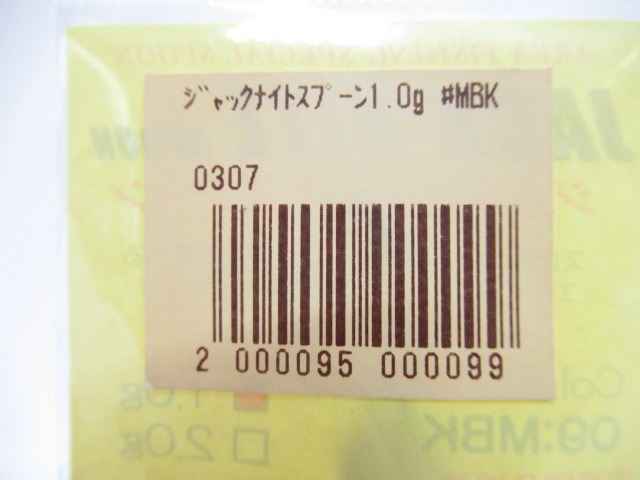 AREA FISHING SPECIAL SPOON
ｼﾞｬｯｸﾅｲﾄｽﾌﾟｰﾝ1.0g #MBK
0307
2 000095 000099
1.0g
2.0g
Col
09:MBK